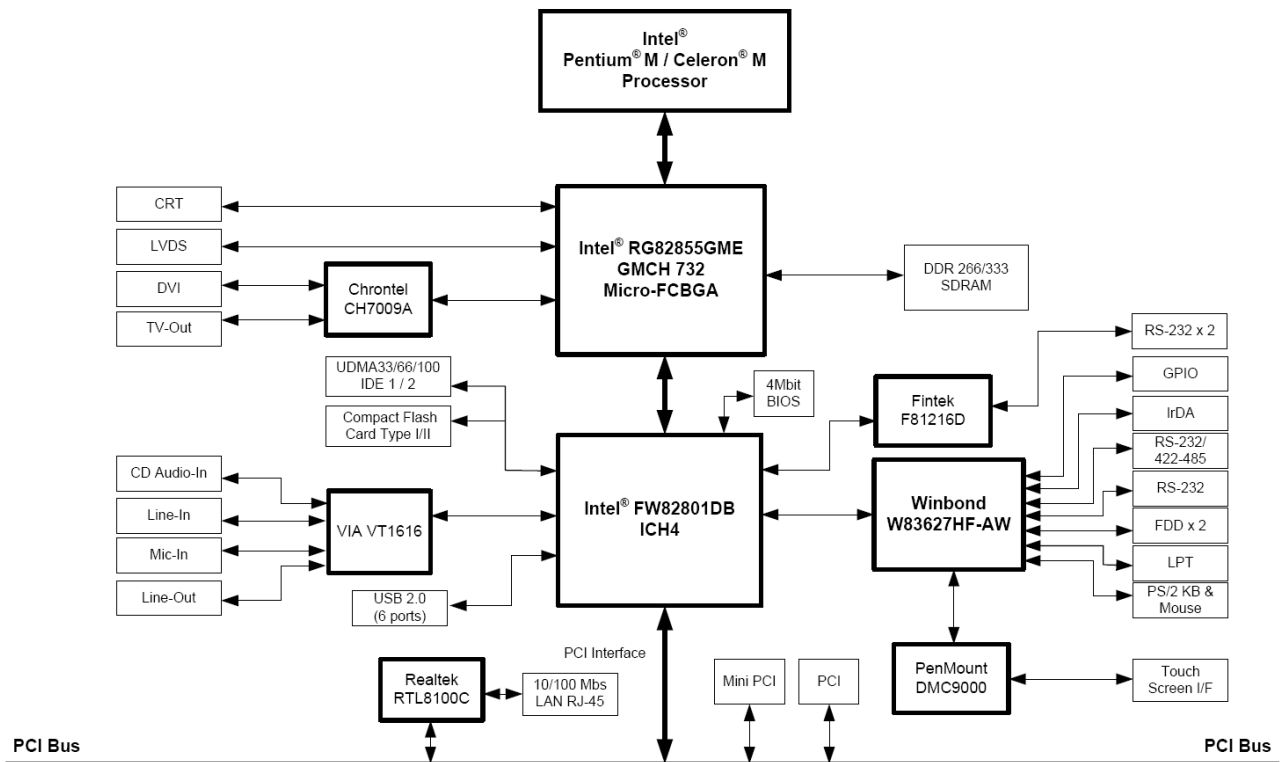 Intel®
Pentium® M / Celeron® M
Processor
CRT
LVDS
DVI
TV-Out
Chrontel
CH7009A
Intel® RG82855GME
GMCH 732
Micro-FCBGA
DDR 266/333
SDRAM
UDMA33/66/100
IDE 1 / 2
Compact Flash
Card Type I/II
4Mbit
BIOS
Fintek
F81216D
RS-232 x 2
GPIO
IrDA
RS-232/
422-485
RS-232
FDD x 2
LPT
PS/2 KB &
Mouse
CD Audio-In
Line-In
Mic-In
Line-Out
VIA VT1616
Intel® FW82801DB
ICH4
Winbond
W83627HF-AW
USB 2.0
(6 ports)
PCI Interface
Realtek
RTL8100C
10/100 Mbs
LAN RJ-45
Mini PCI
PCI
PenMount
DMC9000
Touch
Screen I/F
PCI Bus
PCI Bus